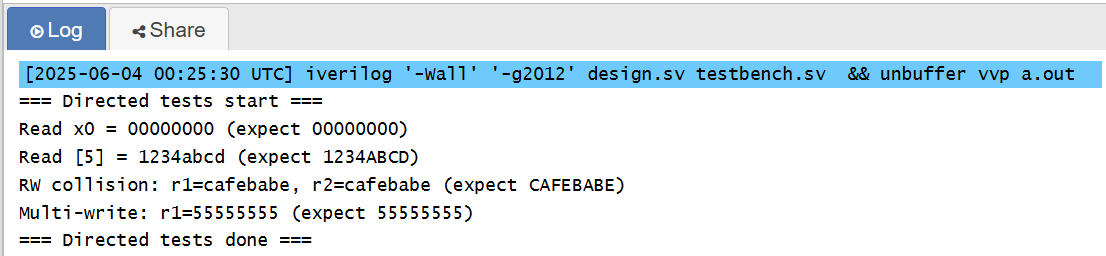 Log
Share
[2025-06-04 00:25:30 UTC] iverilog '-Wall' '-g2012' design.sv testbench.sv  && unbuffer vvp a.out
=== Directed tests start ===
Read x0 = 00000000 (expect 00000000)
Read [5] = 1234abcd (expect 1234ABCD)
RW collision: r1=cafebabe, r2=cafebabe (expect CAFEBABE)
Multi-write: r1=55555555 (expect 55555555)
=== Directed tests done ===